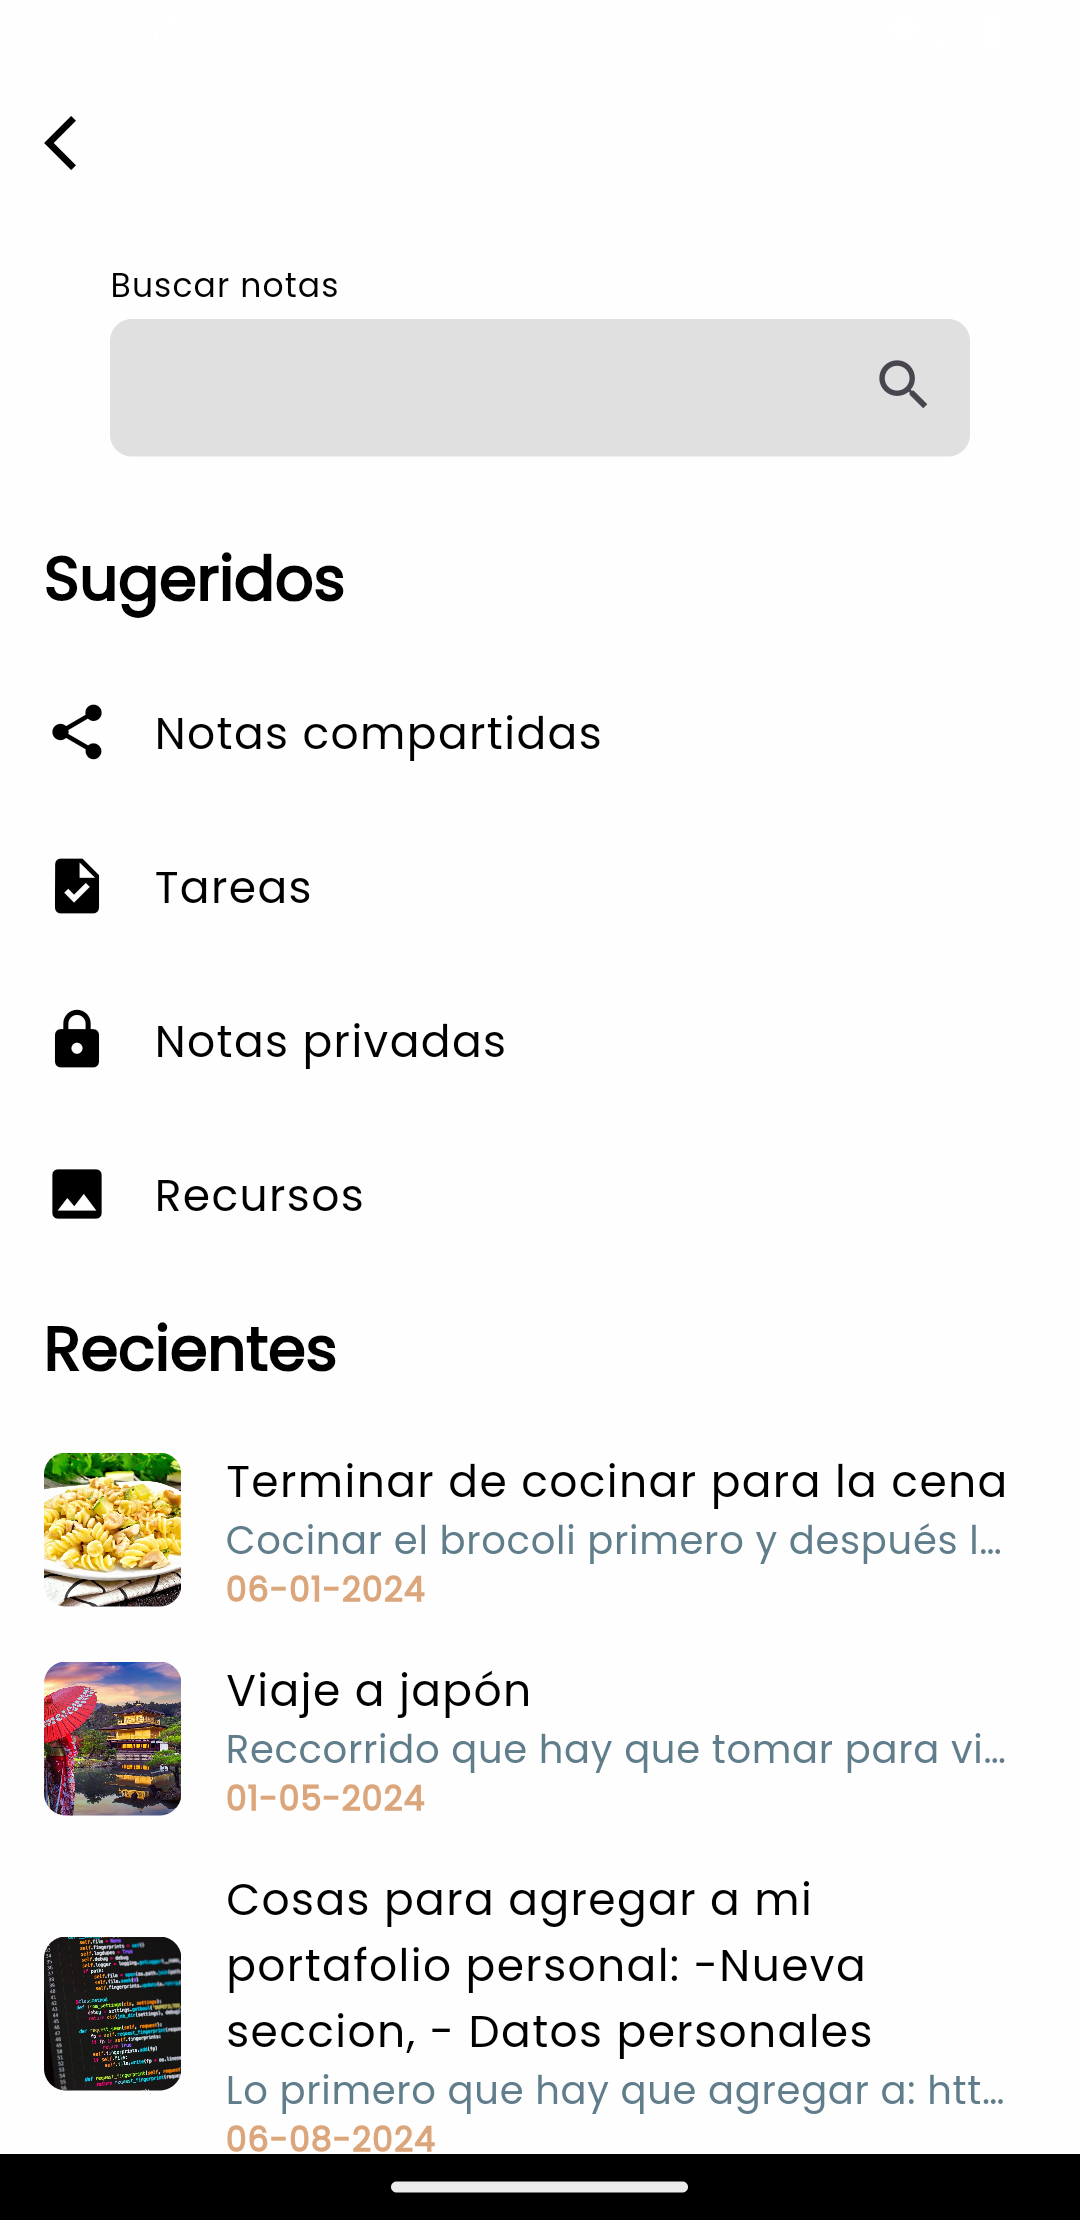 Buscar notas
Sugeridos
Notas compartidas
Tareas
Notas privadas
Recursos
Recientes
Terminar de cocinar para la cena
Cocinar el brocoli primero y después l...
06-01-2024
Viaje a japón
Reccorrido que hay que tomar para vi...
01-05-2024
Cosas para agregar a mi
portafolio personal: -Nueva
seccion, - Datos personales
Lo primero que hay que agregar a: htt...
06-08-2024